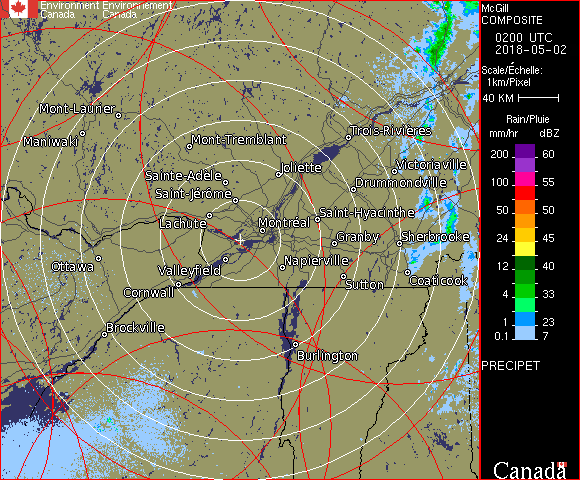 Environment Environnement
Canada Canada
McGill
COMPOSITE
0200 UTC
2018-05-02
Scale/Échelle:
1km/Pixel
40 KM
Rain/Pluie
mm/hr dBZ
200 60
100 55
50 50
24 45
12 40
4 33
1 23
0.1 7
PRECIPET
Canada
Mont-Laurier
Maniwaki
Mont-Tremblant
Trois-Rivières
Joliette
Victoriaville
Sainte-Adèle
Drummondville
Saint-Jérôme
Saint-Hyacinthe
Lachute
Montréal
Granby
Sherbrooke
Ottawa
Valleyfield
Napierville
Sutton
Coaticook
Cornwall
Brockville
Burlington